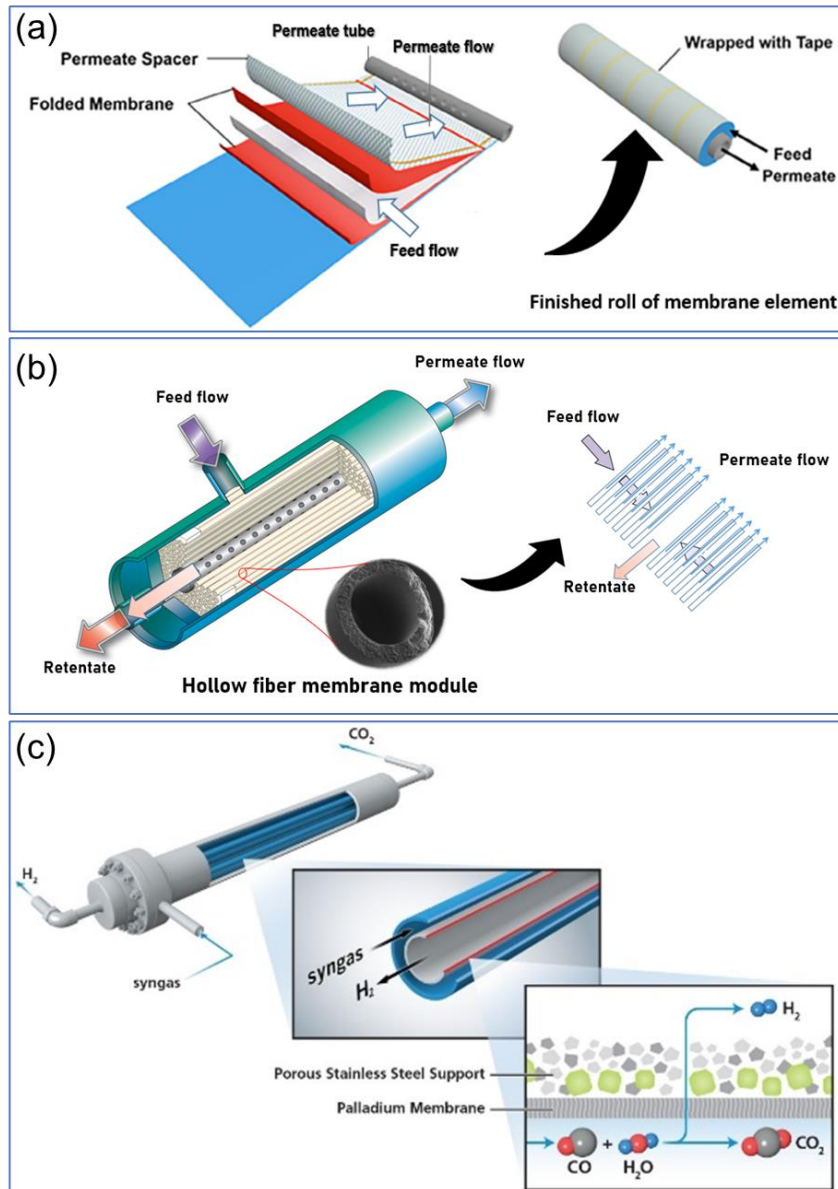 (a)
Permeate tube
Permeate flow
Permeate Spacer
Folded Membrane
Feed flow
Wrapped with Tape
Feed
Permeate
Finished roll of membrane element
(b)
Feed flow
Permeate flow
Retentate
Hollow fiber membrane module
Feed flow
Permeate flow
Retentate
(c)
CO₂
H₂
syngas
syngas
H₂
H₂
Porous Stainless Steel Support
Palladium Membrane
CO + H₂O
CO₂